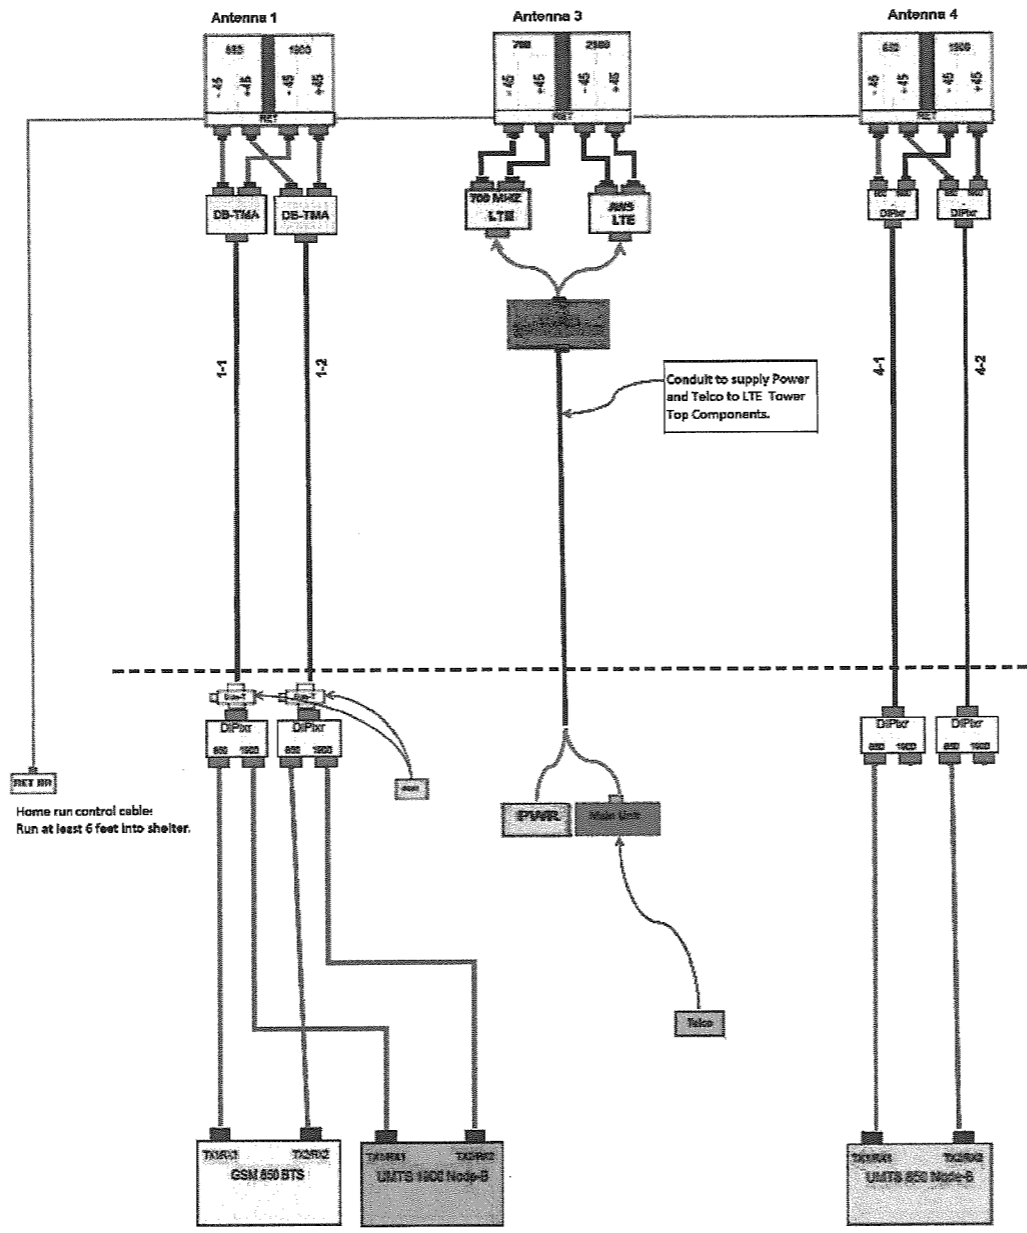 Antenna 1
Antenna 3
Antenna 4
850
1900
700
850
1900
-45
+45
-45
+45
-45
+45
-45
+45
-45
+45
-45
+45
RET
RET
RET
DB-TMA
DB-TMA
700 MHZ
LTE
AWS
LTE
DiPlxr
DiPlxr
1-1
1-2
4-1
4-2
Conduit to supply Power
and Telco to LTE Tower
Top Components.
Bias-T
Bias-T
DiPlxr
DiPlxr
850
1900
850
1900
DiPlxr
DiPlxr
850
1900
850
1900
RET HR
Home run control cable:
Run at least 6 feet into shelter.
PWR
Main Unit
Telco
TX1/RX1
TX2/RX2
GSM 850 BTS
TX1/RX1
TX2/RX2
UMTS 1900 Node-B
TX1/RX1
TX2/RX2
UMTS 850 Node-B